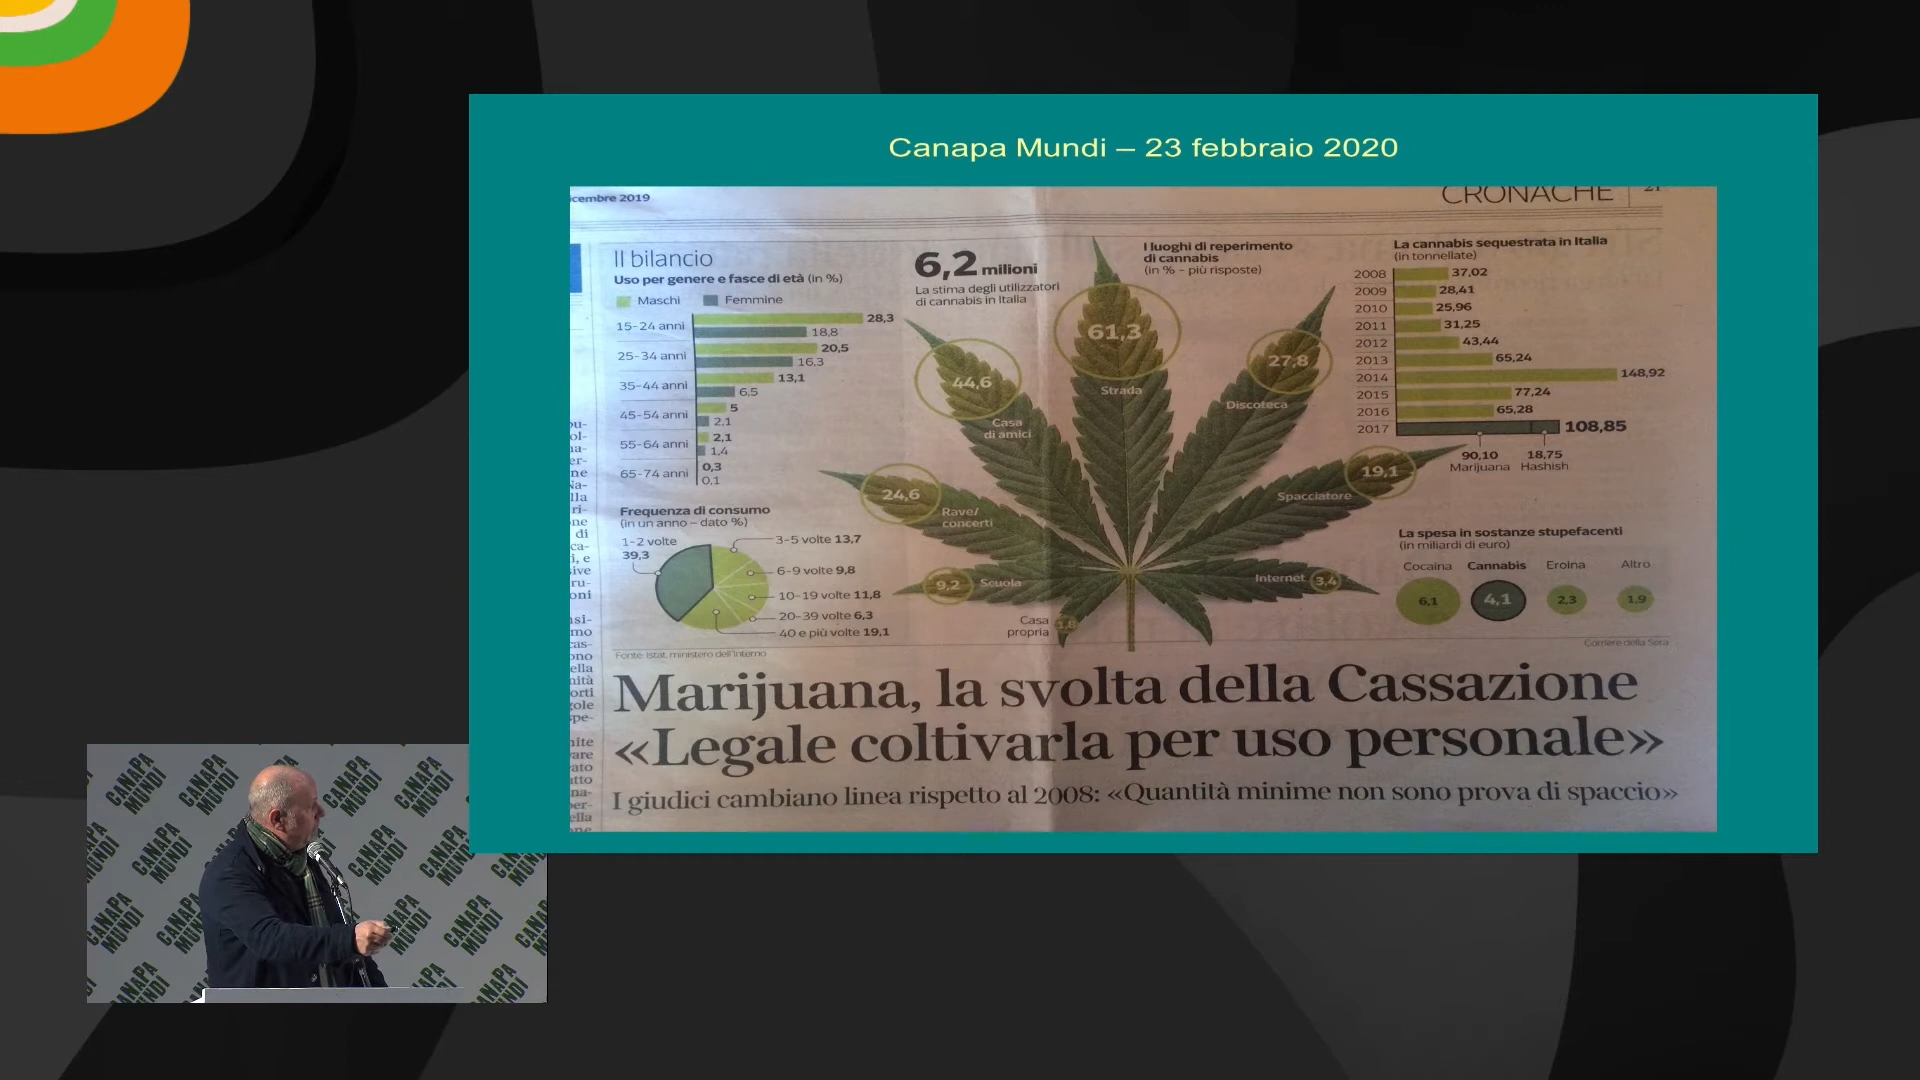 Canapa Mundi – 23 febbraio 2020
icembre 2019
CRONACHE
21
Il bilancio
Uso per genere e fasce di età (in %)
Maschi
Femmine
15-24 anni
28,3
18,8
25-34 anni
20,5
16,3
35-44 anni
13,1
6,5
45-54 anni
5
2,1
55-64 anni
2,1
1,4
65-74 anni
0,3
0,1
Frequenza di consumo
(in un anno – dato %)
1-2 volte
39,3
3-5 volte 13,7
6-9 volte 9,8
10-19 volte 11,8
20-39 volte 6,3
40 e più volte 19,1
Fonte: Istat, ministero dell'Interno
6,2 milioni
La stima degli utilizzatori
di cannabis in Italia
I luoghi di reperimento
di cannabis
(in % - più risposte)
61,3
Strada
44,6
Casa
di amici
27,8
Discoteca
24,6
Rave/
concerti
19,1
Spacciatore
9,2
Scuola
Internet
3,4
Casa
propria
1,8
La cannabis sequestrata in Italia
(in tonnellate)
2008
37,02
2009
28,41
2010
25,96
2011
31,25
2012
43,44
2013
65,24
2014
148,92
2015
77,24
2016
65,28
2017
108,85
90,10
Marijuana
18,75
Hashish
La spesa in sostanze stupefacenti
(in miliardi di euro)
Cocaina
Cannabis
Eroina
Altro
6,1
4,1
2,3
1,9
Corriere della Sera
Marijuana, la svolta della Cassazione
«Legale coltivarla per uso personale»
I giudici cambiano linea rispetto al 2008: «Quantità minime non sono prova di spaccio»
CANAPA
MUNDI